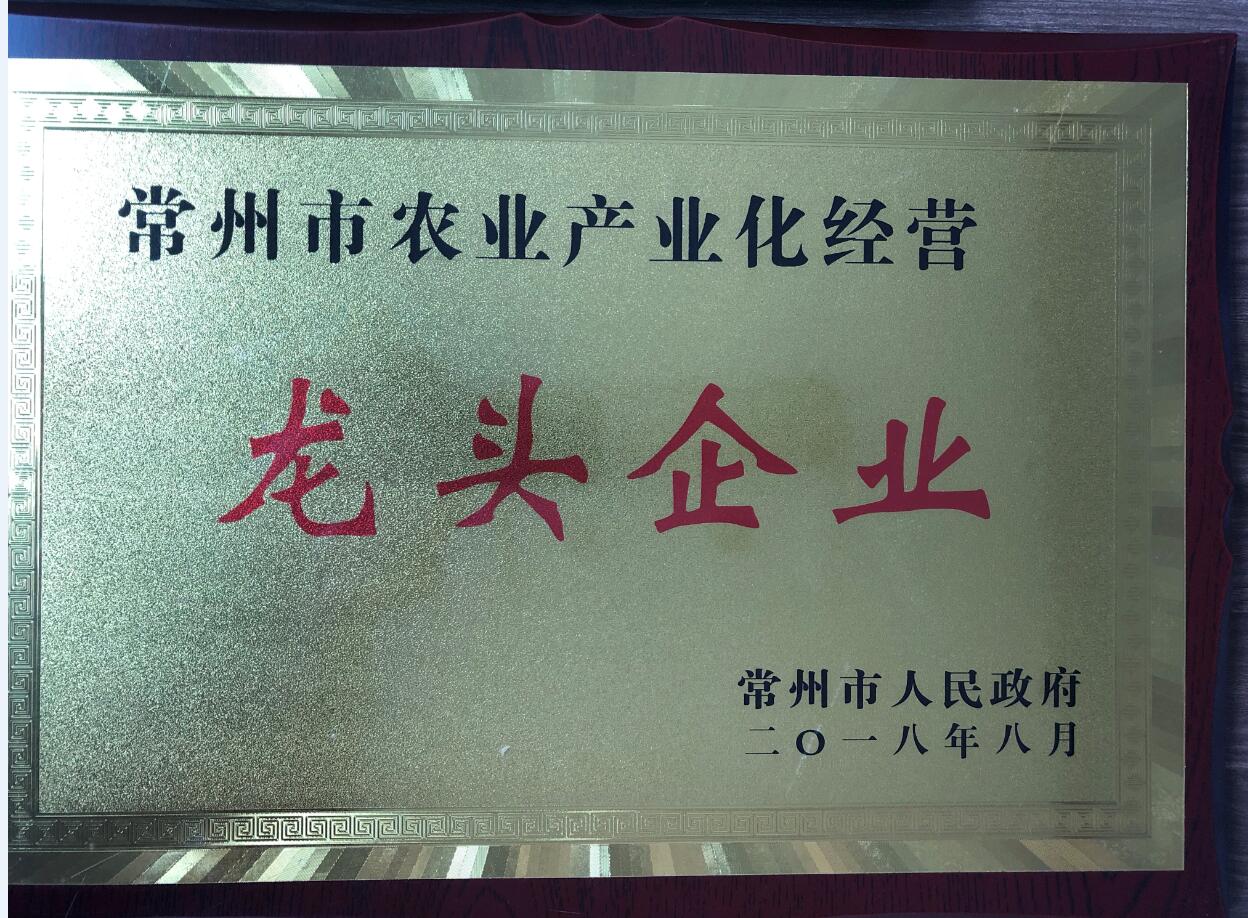 常州市农业产业化经营
龙头企业
常州市人民政府
二〇一八年八月